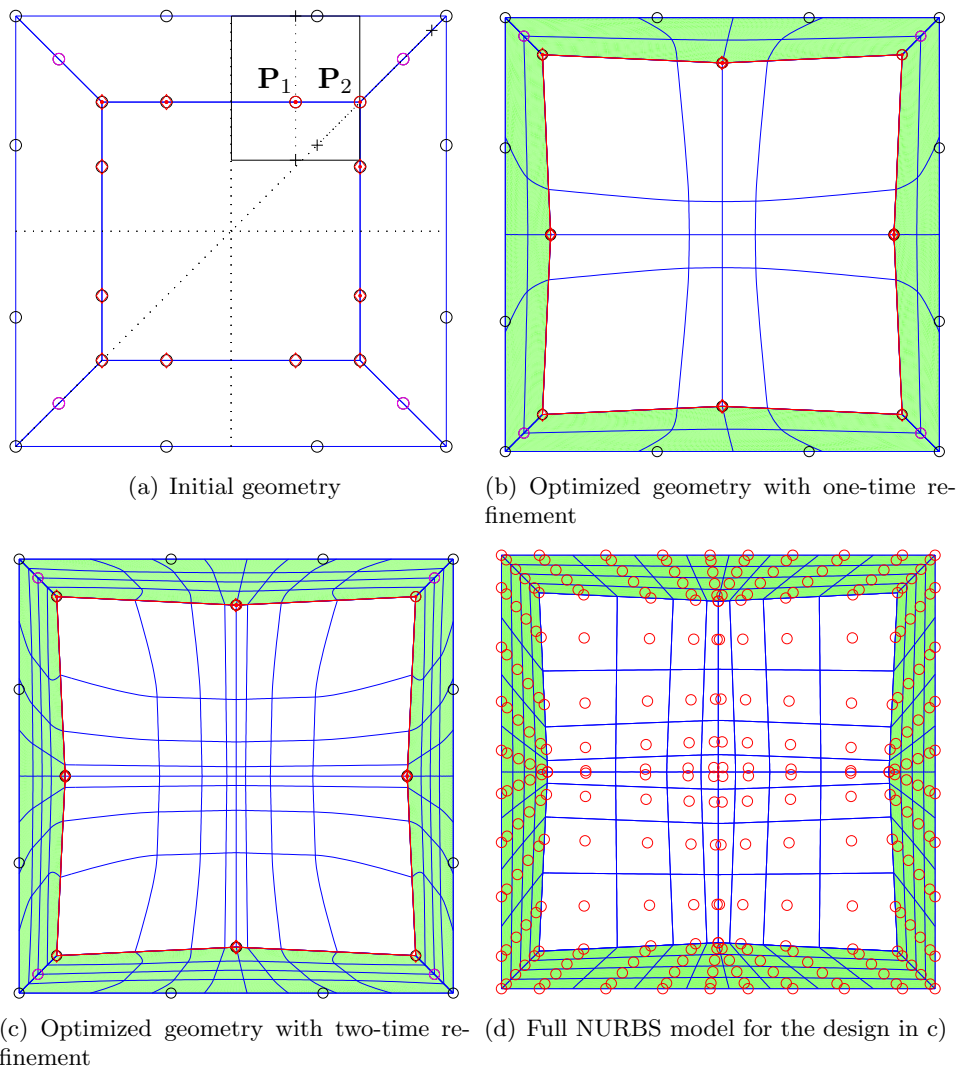 P₁ P₂
(a) Initial geometry
(b) Optimized geometry with one-time re-
finement
(c) Optimized geometry with two-time re-
finement
(d) Full NURBS model for the design in c)